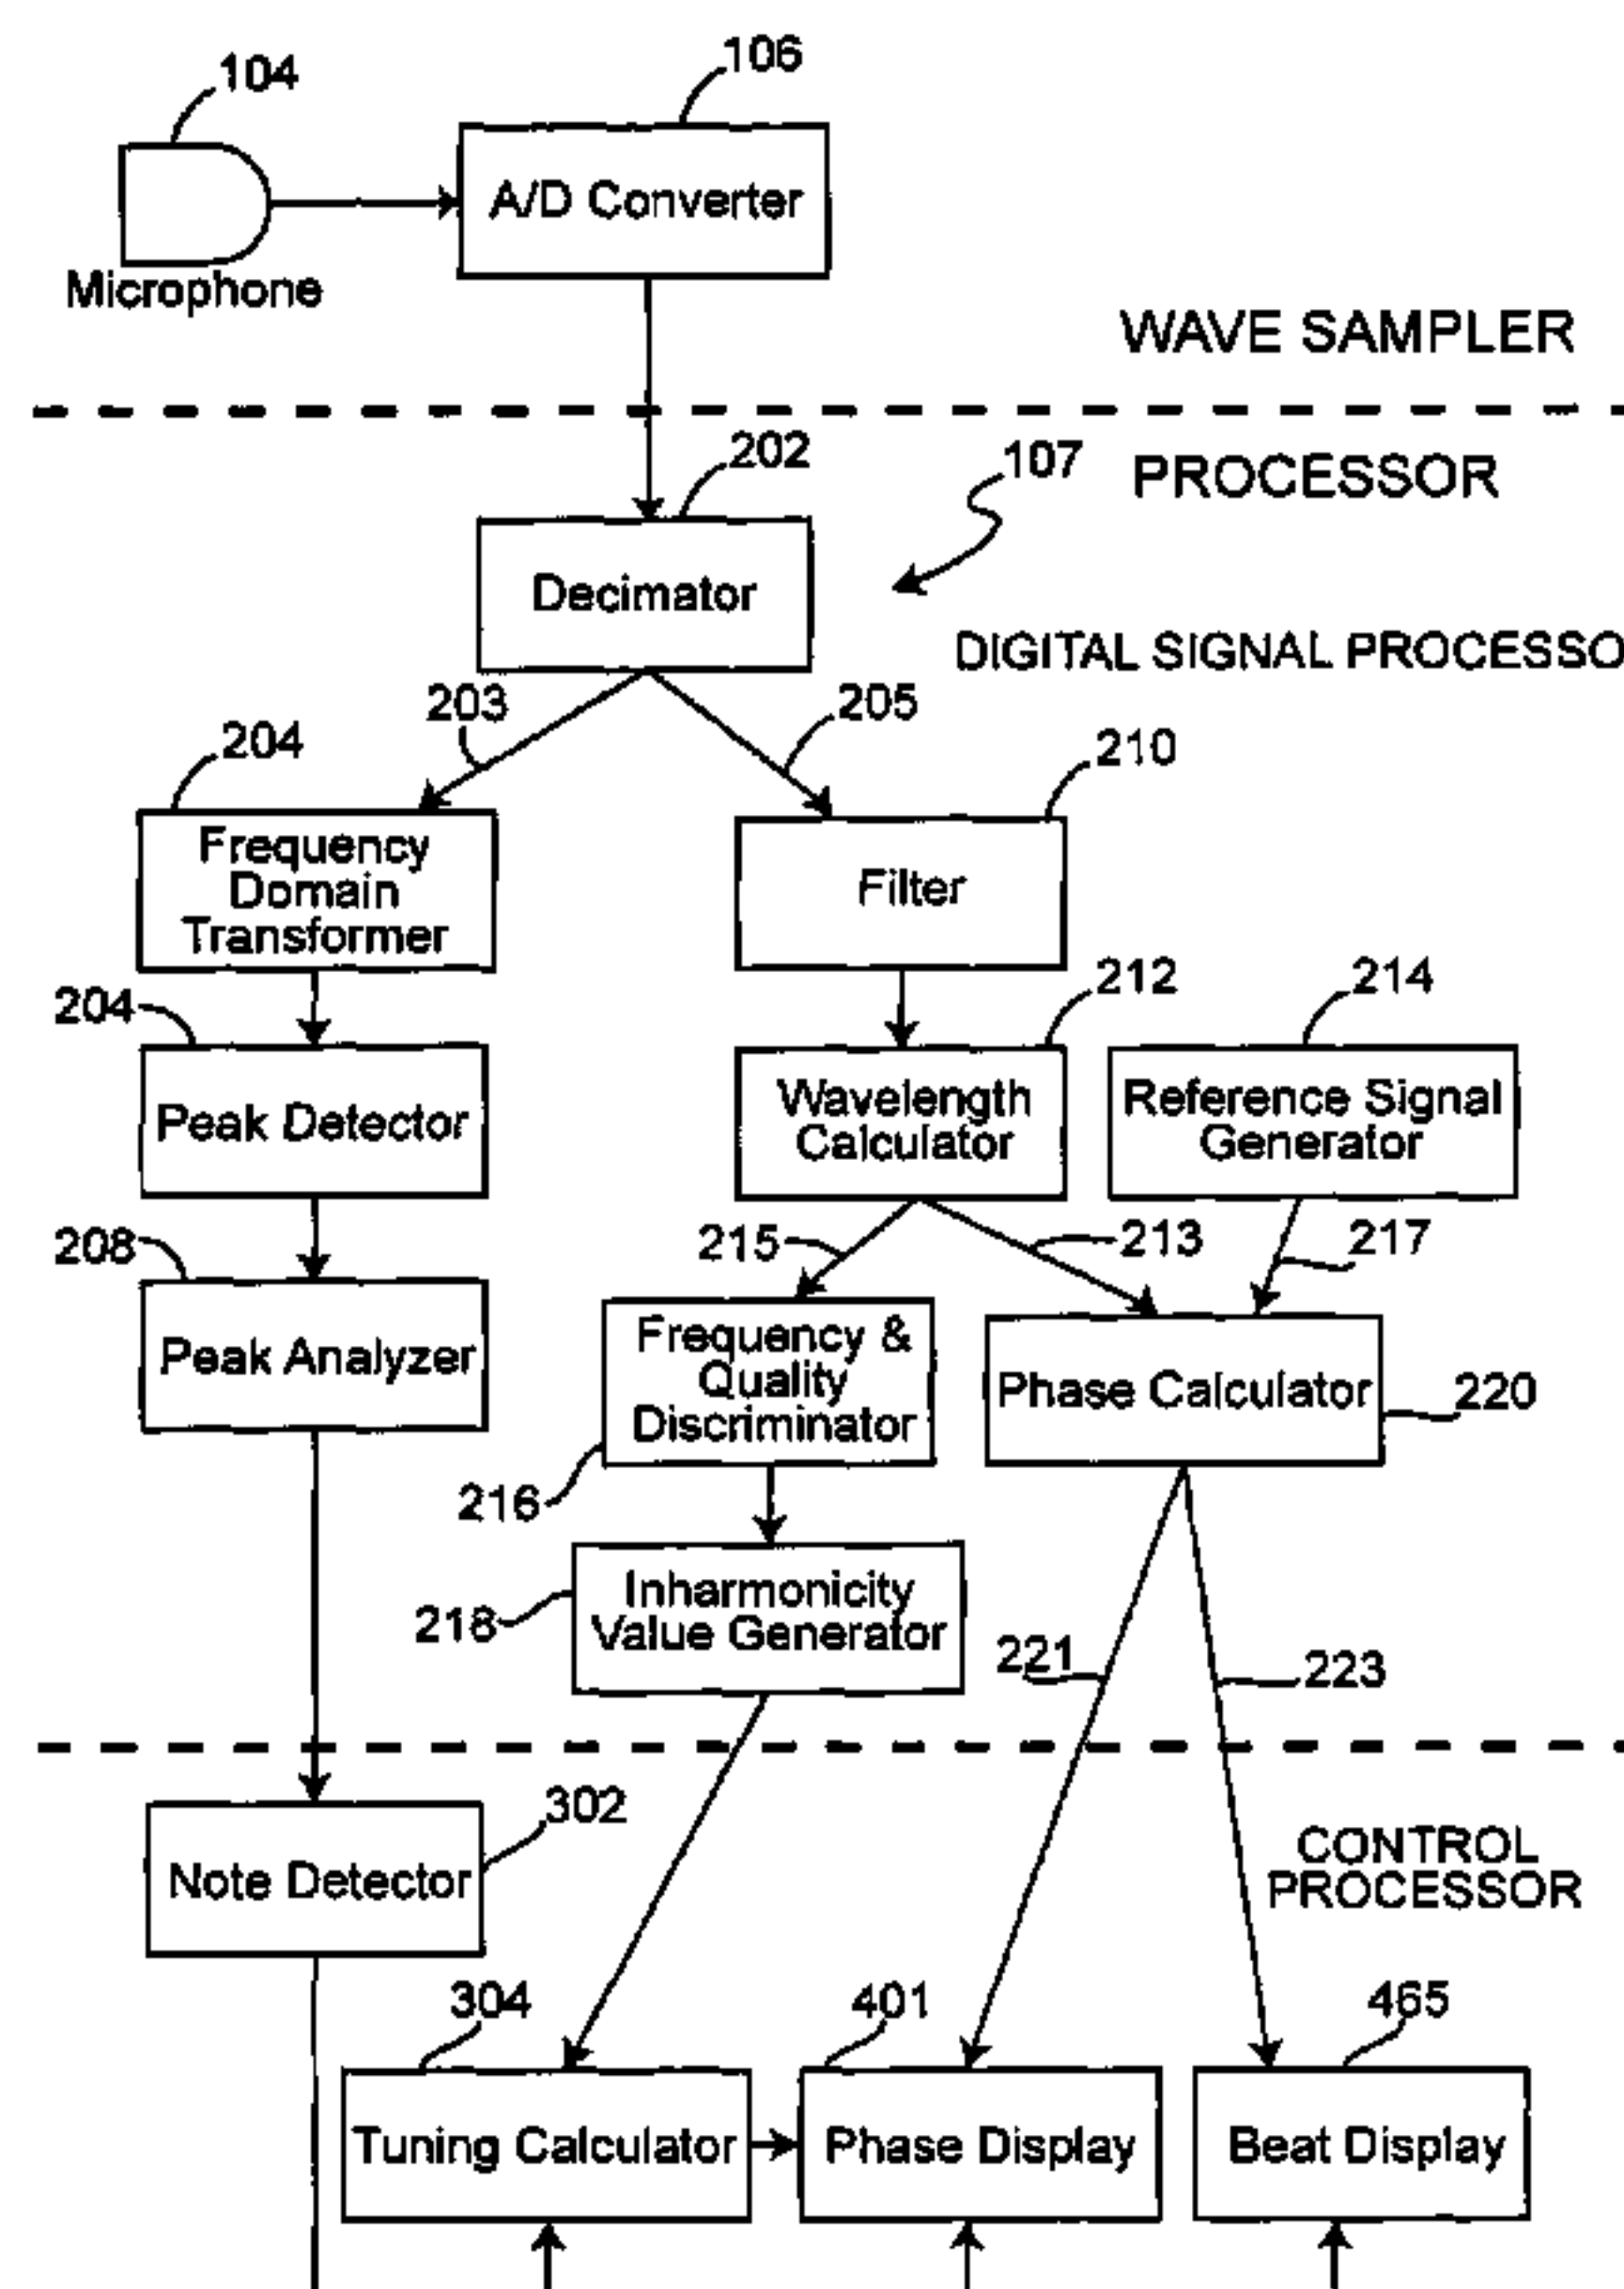 104
106
A/D Converter
Microphone
WAVE SAMPLER
202
107
PROCESSOR
Decimator
DIGITAL SIGNAL PROCESSO
203
205
204
210
Frequency
Domain
Transformer
Filter
204
212
214
Peak Detector
Wavelength
Calculator
Reference Signal
Generator
208
215
213
217
Peak Analyzer
Frequency &
Quality
Discriminator
Phase Calculator
220
216
Inharmonicity
Value Generator
218
221
223
302
Note Detector
CONTROL
PROCESSOR
304
401
465
Tuning Calculator
Phase Display
Beat Display